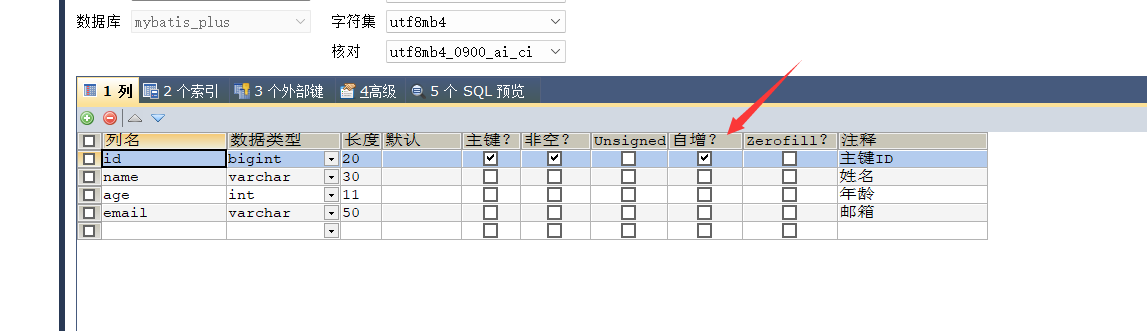 数据库 mybatis_plus 字符集 utf8mb4
核对 utf8mb4_0900_ai_ci
1 列 2 个索引 3 个外部键 4高级 5 个 SQL 预览
列名 数据类型 长度 默认 主键? 非空? Unsigned 自增? Zerofill? 注释
id bigint 20 主键ID
name varchar 30 姓名
age int 11 年龄
email varchar 50 邮箱